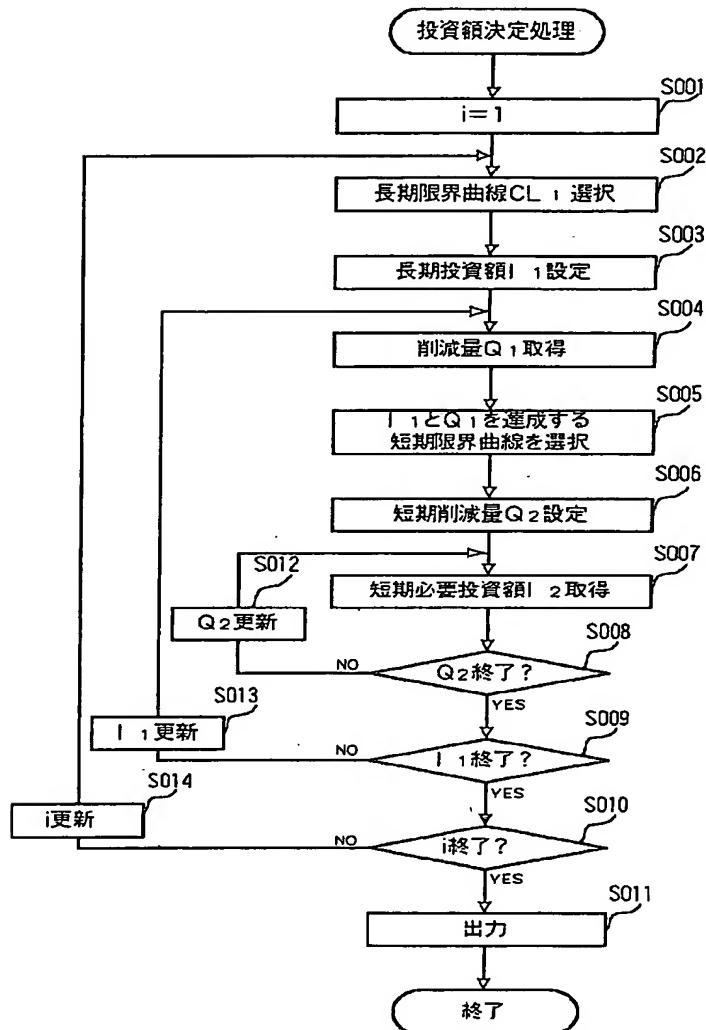 投資額決定処理
S001
i=1
S002
長期限界曲線CL i 選択
S003
長期投資額I 1設定
S004
削減量Q1取得
S005
I 1とQ1を達成する
短期限界曲線を選択
S006
短期削減量Q2設定
S012
S007
Q2更新
短期必要投資額I 2取得
S008
NO
Q2終了?
YES
S013
S009
I 1更新
NO
I 1終了?
YES
S014
S010
i更新
NO
i終了?
YES
S011
出力
終了